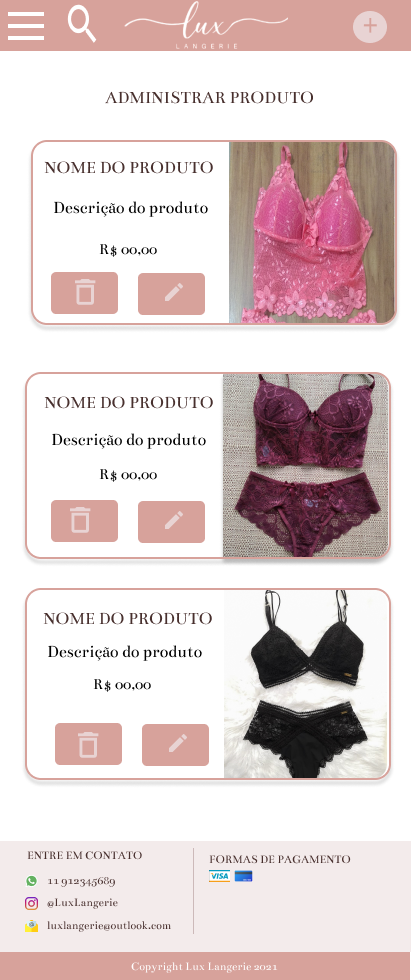 lux
LANGERIE
ADMINISTRAR PRODUTO
NOME DO PRODUTO
Descrição do produto
R$ 00,00
NOME DO PRODUTO
Descrição do produto
R$ 00,00
NOME DO PRODUTO
Descrição do produto
R$ 00,00
ENTRE EM CONTATO
11 912345689
@LuxLangerie
luxlangerie@outlook.com
FORMAS DE PAGAMENTO
VISA
Copyright Lux Langerie 2021